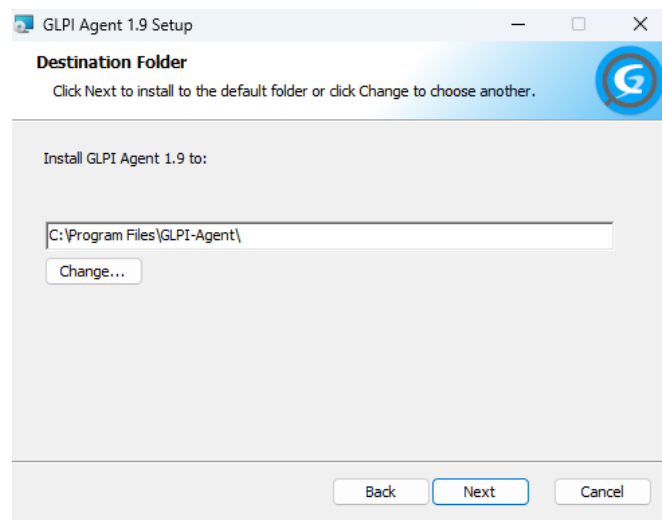 GLPI Agent 1.9 Setup
Destination Folder
Click Next to install to the default folder or click Change to choose another.
Install GLPI Agent 1.9 to:
C:\Program Files\GLPI-Agent\
Change...
Back Next Cancel